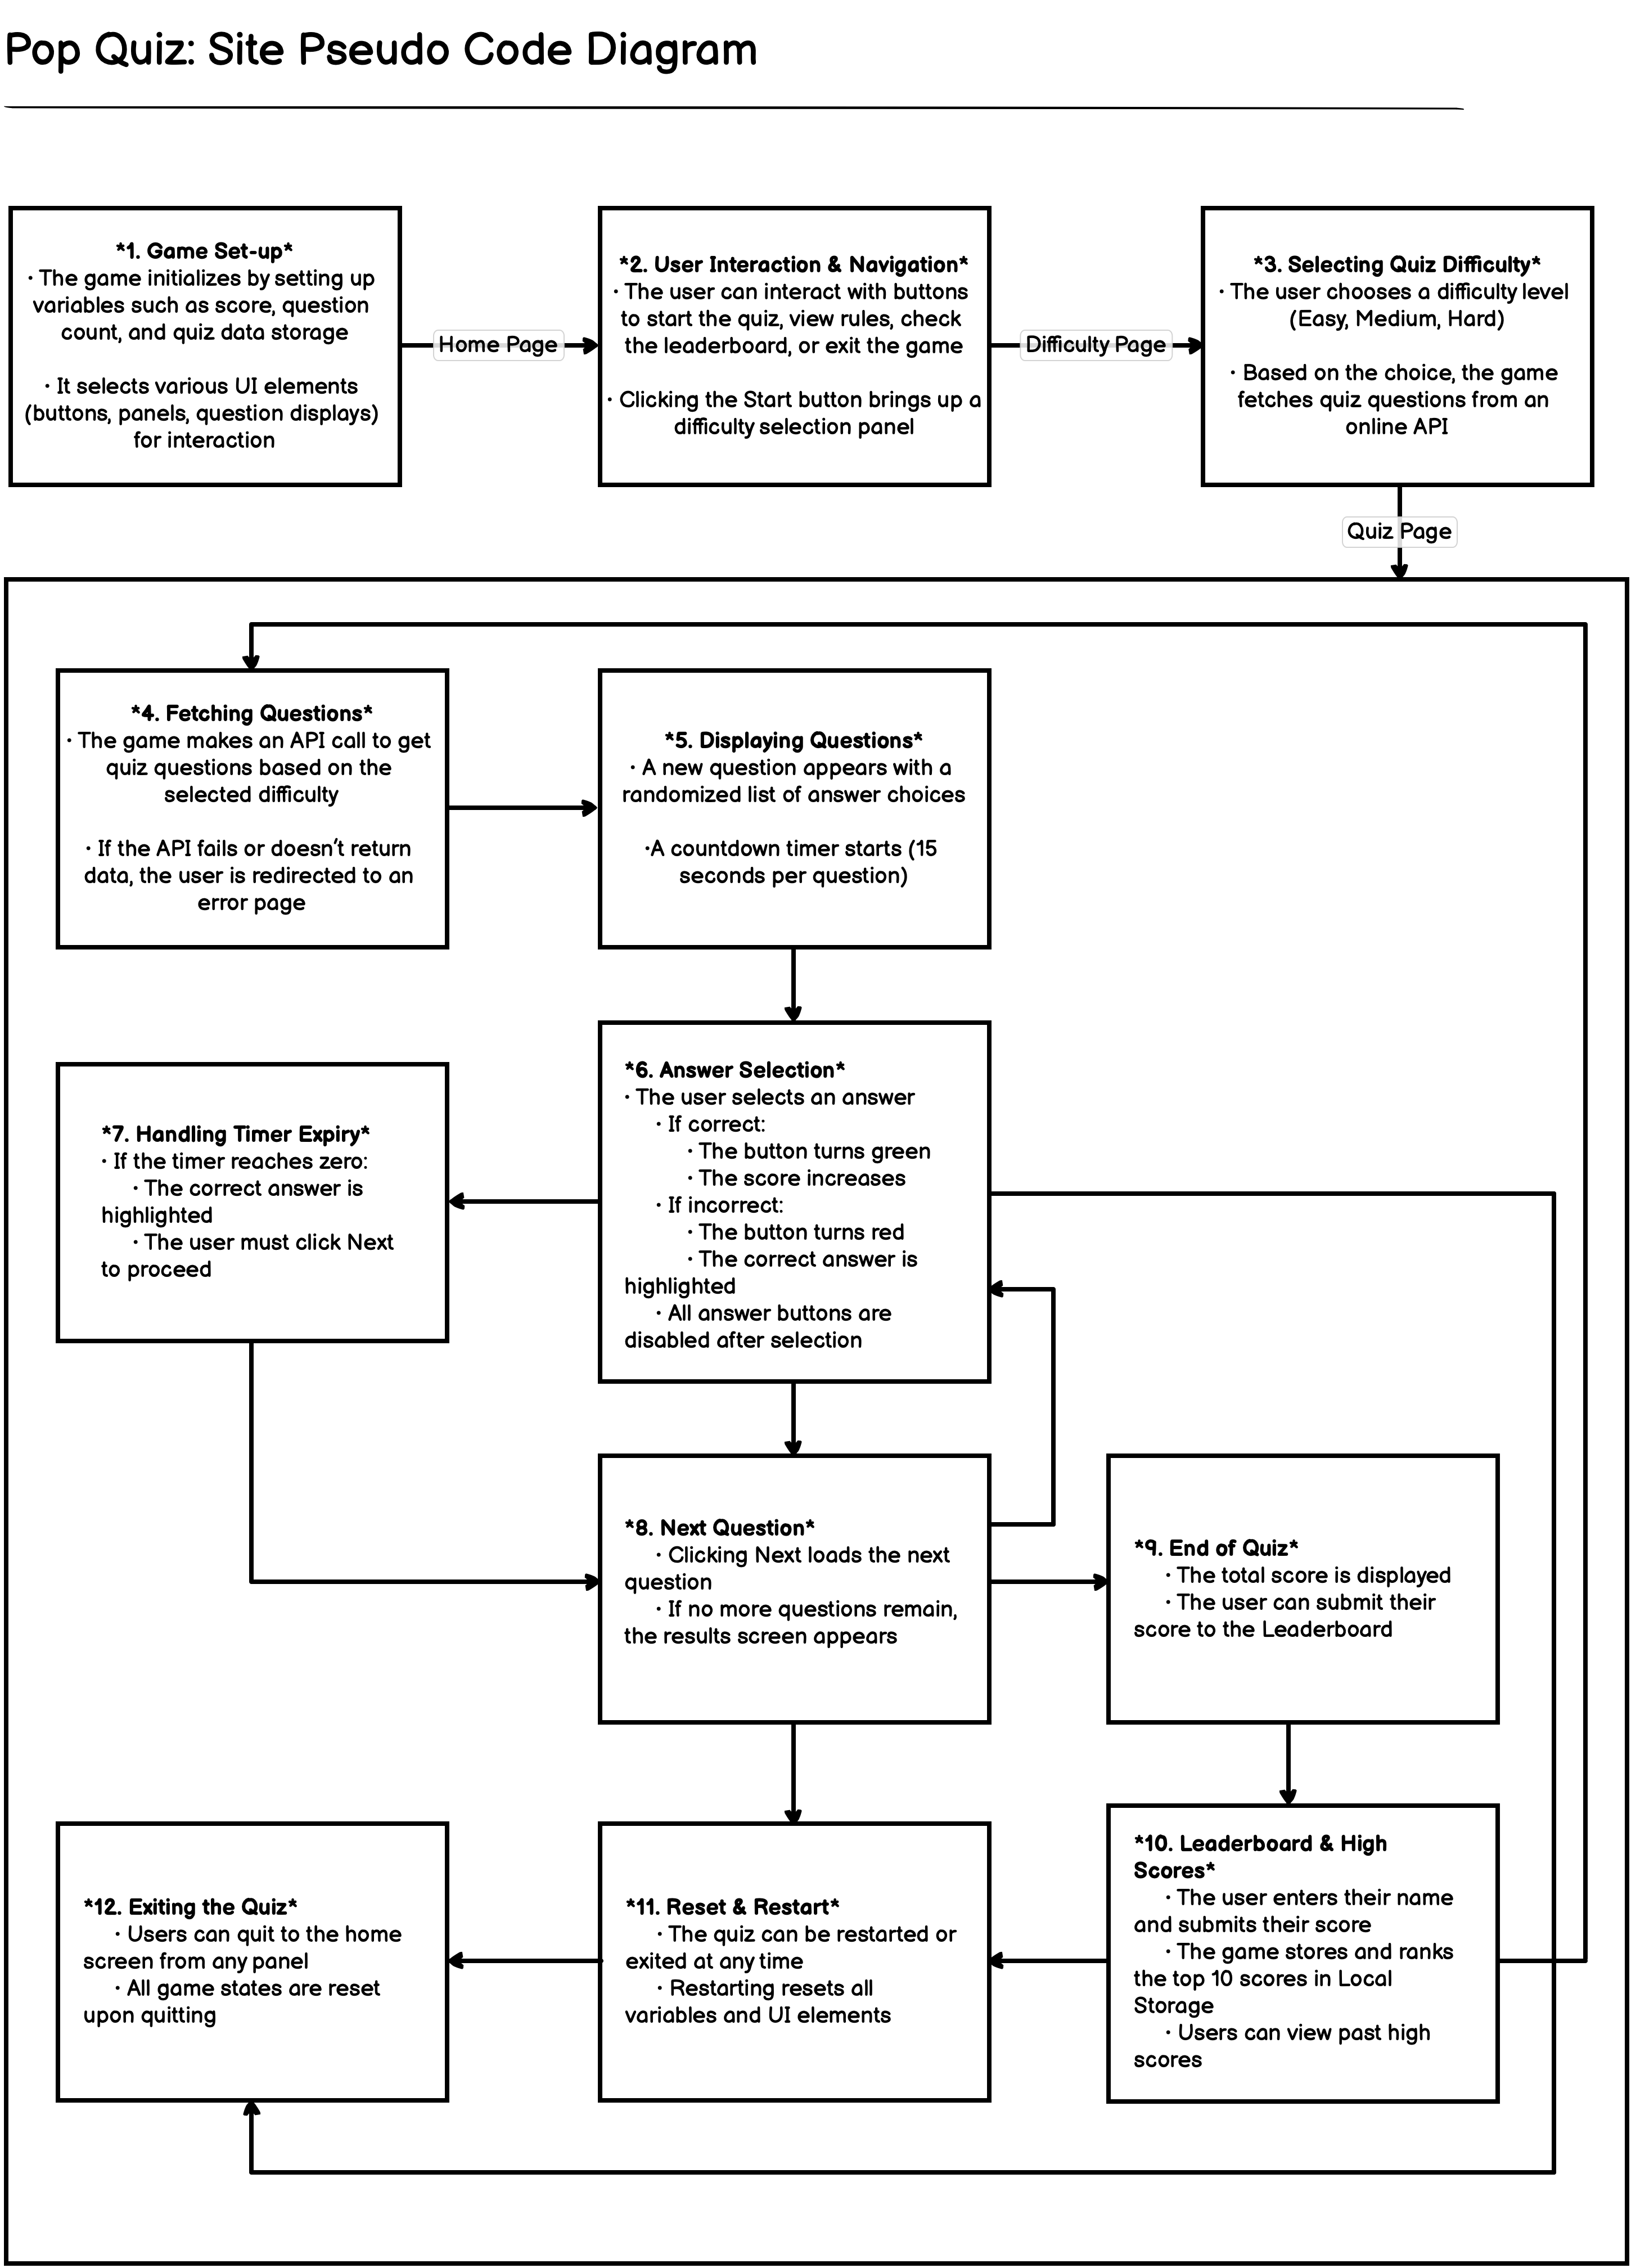 Pop Quiz: Site Pseudo Code Diagram
*1. Game Set-up*
· The game initializes by setting up
variables such as score, question
count, and quiz data storage
· It selects various UI elements
(buttons, panels, question displays)
for interaction
Home Page
*2. User Interaction & Navigation*
· The user can interact with buttons
to start the quiz, view rules, check
the leaderboard, or exit the game
· Clicking the Start button brings up a
difficulty selection panel
Difficulty Page
*3. Selecting Quiz Difficulty*
· The user chooses a difficulty level
(Easy, Medium, Hard)
· Based on the choice, the game
fetches quiz questions from an
online API
Quiz Page
*4. Fetching Questions*
· The game makes an API call to get
quiz questions based on the
selected difficulty
· If the API fails or doesn't return
data, the user is redirected to an
error page
*5. Displaying Questions*
· A new question appears with a
randomized list of answer choices
·A countdown timer starts (15
seconds per question)
*6. Answer Selection*
· The user selects an answer
· If correct:
· The button turns green
· The score increases
· If incorrect:
· The button turns red
· The correct answer is
highlighted
· All answer buttons are
disabled after selection
*7. Handling Timer Expiry*
· If the timer reaches zero:
· The correct answer is
highlighted
· The user must click Next
to proceed
*8. Next Question*
· Clicking Next loads the next
question
· If no more questions remain,
the results screen appears
*9. End of Quiz*
· The total score is displayed
· The user can submit their
score to the Leaderboard
*10. Leaderboard & High
Scores*
· The user enters their name
and submits their score
· The game stores and ranks
the top 10 scores in Local
Storage
· Users can view past high
scores
*11. Reset & Restart*
· The quiz can be restarted or
exited at any time
· Restarting resets all
variables and UI elements
*12. Exiting the Quiz*
· Users can quit to the home
screen from any panel
· All game states are reset
upon quitting